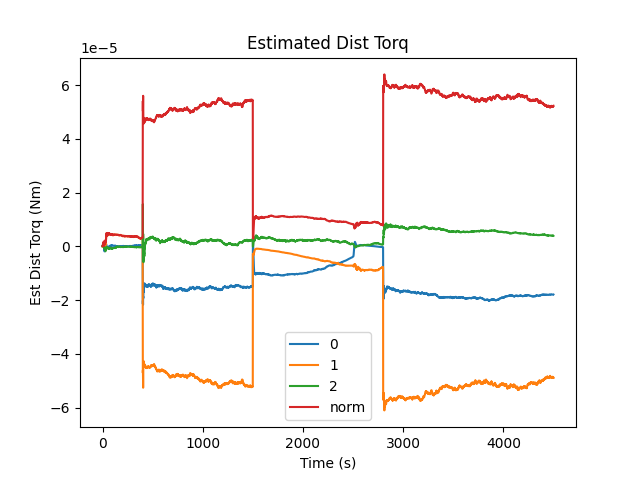 Estimated Dist Torq
1e−5
6
4
2
0
−2
−4
−6
Est Dist Torq (Nm)
0
1
2
norm
0 1000 2000 3000 4000
Time (s)